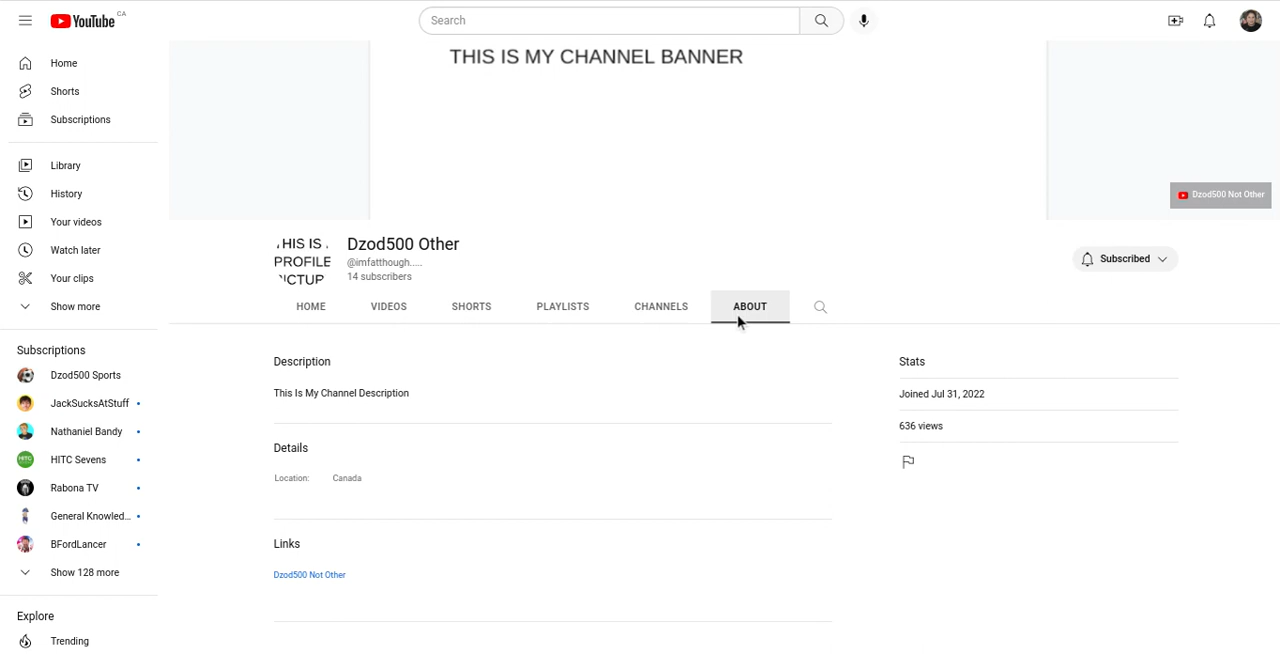 YouTube CA
Search
Home
Shorts
Subscriptions
Library
History
Your videos
Watch later
Your clips
Show more
Subscriptions
Dzod500 Sports
JackSucksAtStuff
Nathaniel Bandy
HITC Sevens
Rabona TV
General Knowled...
BFordLancer
Show 128 more
Explore
Trending
THIS IS MY CHANNEL BANNER
Dzod500 Not Other
HIS IS
PROFILE
ICTUP
Dzod500 Other
@imfatthough.....
14 subscribers
Subscribed
HOME VIDEOS SHORTS PLAYLISTS CHANNELS ABOUT
Description
This Is My Channel Description
Details
Location: Canada
Links
Dzod500 Not Other
Stats
Joined Jul 31, 2022
636 views